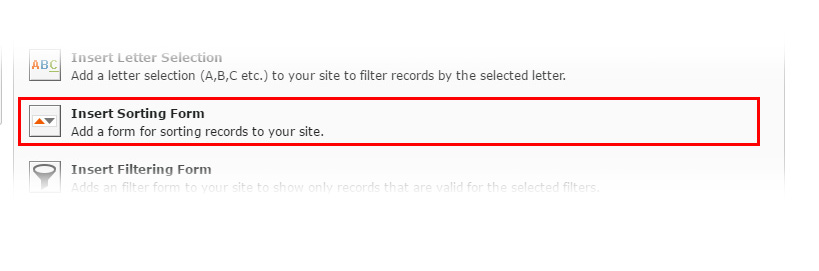 Insert Letter Selection
ABC
Add a letter selection (A,B,C etc.) to your site to filter records by the selected letter.
Insert Sorting Form
Add a form for sorting records to your site.
Insert Filtering Form
Adds an filter form to your site to show only records that are valid for the selected filters.